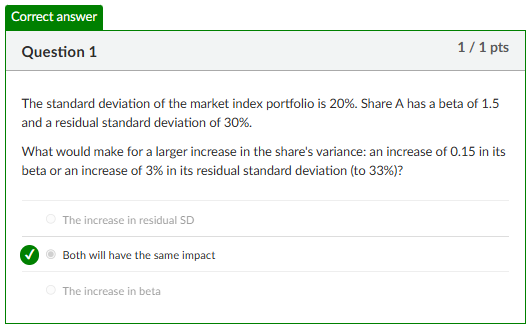 Correct answer
Question 1
1 / 1 pts
The standard deviation of the market index portfolio is 20%. Share A has a beta of 1.5
and a residual standard deviation of 30%.
What would make for a larger increase in the share's variance: an increase of 0.15 in its
beta or an increase of 3% in its residual standard deviation (to 33%)?
The increase in residual SD
Both will have the same impact
The increase in beta